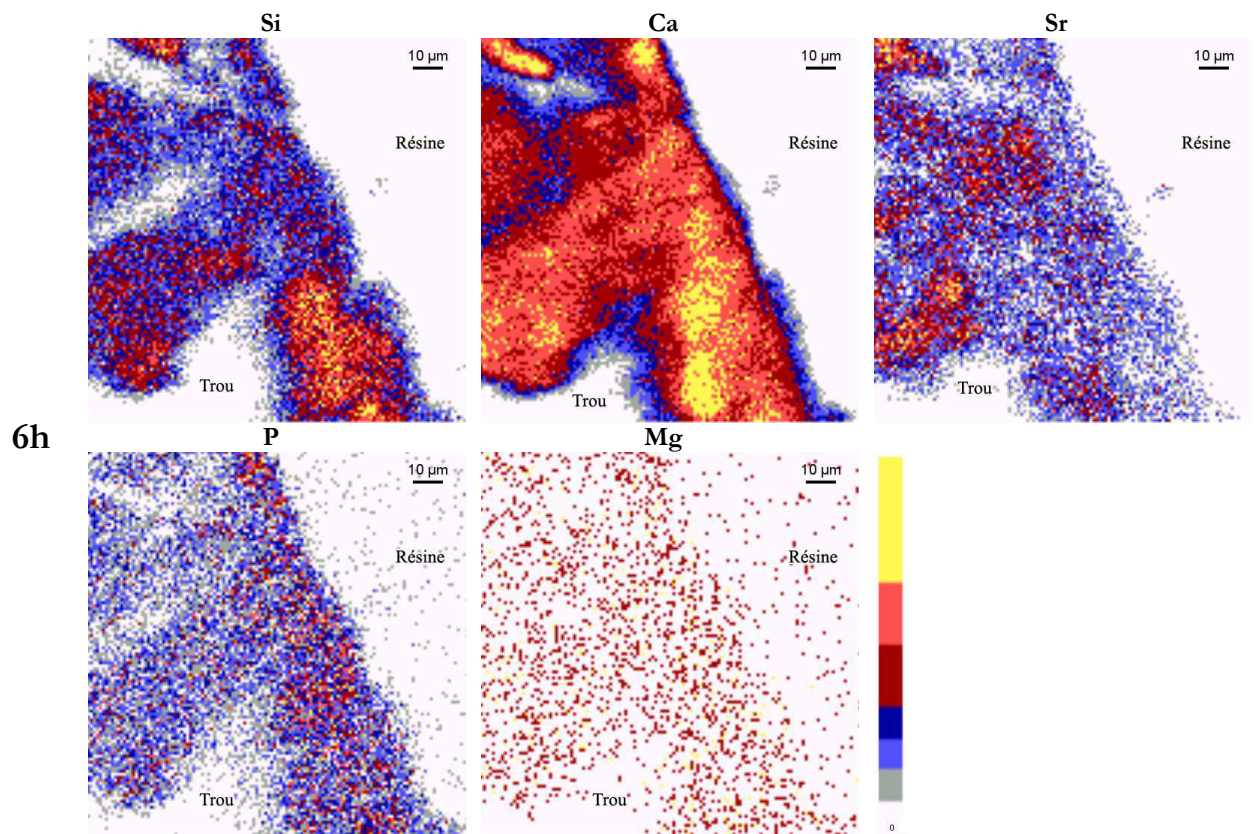 Si
Ca
Sr
10 µm
10 µm
10 µm
Résine
Résine
Résine
Trou
Trou
Trou
6h
P
Mg
10 µm
10 µm
Résine
Résine
Trou
Trou
0